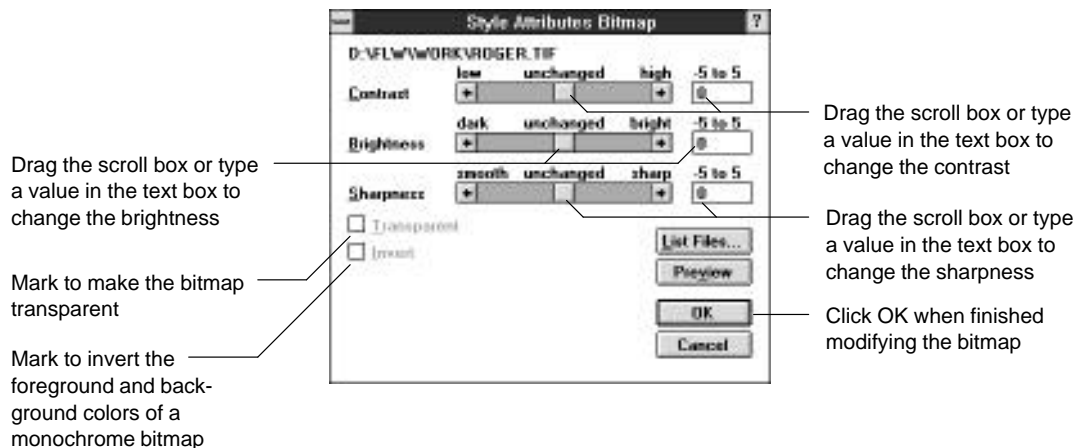 Style Attributes Bitmap ?
D:\FLW\WORK\ROGER.TIF
low unchanged high -5 to 5
Contrast 0
dark unchanged bright -5 to 5
Brightness 0
smooth unchanged sharp -5 to 5
Sharpness 0
Transparent
Invert
List Files...
Preview
OK
Cancel
Drag the scroll box or type
a value in the text box to
change the brightness
Mark to make the bitmap
transparent
Mark to invert the
foreground and back-
ground colors of a
monochrome bitmap
Drag the scroll box or type
a value in the text box to
change the contrast
Drag the scroll box or type
a value in the text box to
change the sharpness
Click OK when finished
modifying the bitmap